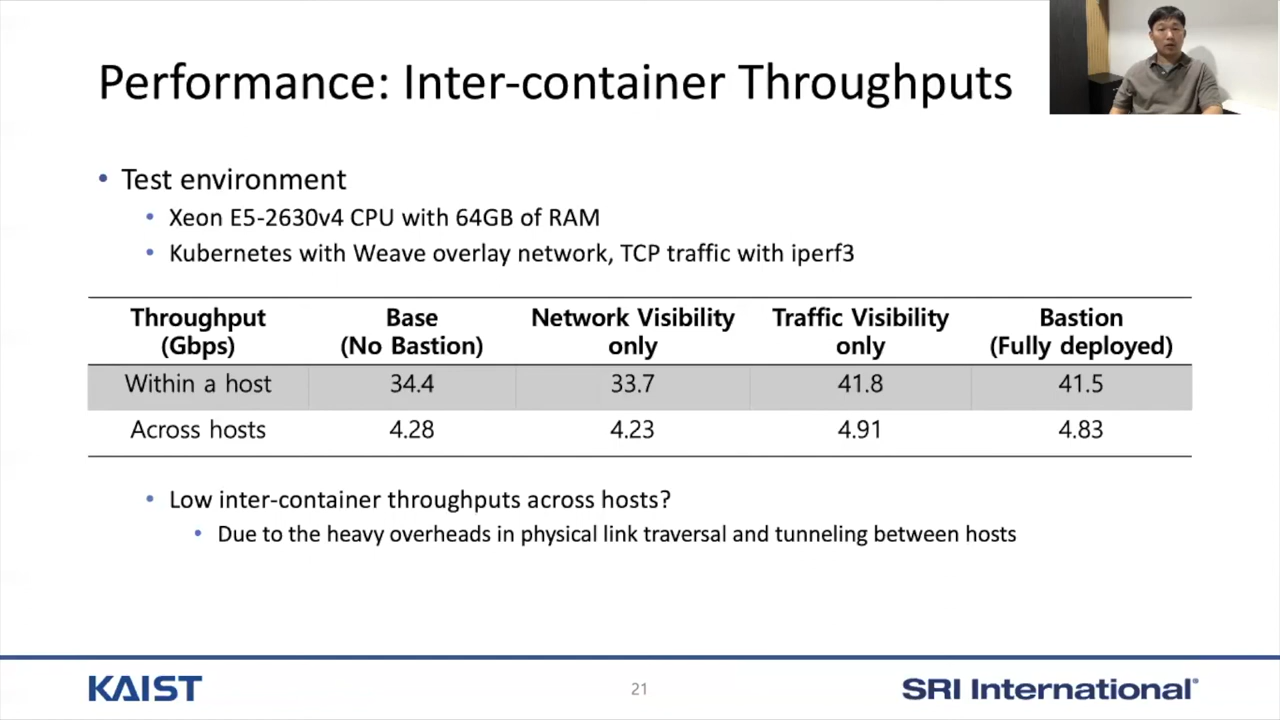 Performance: Inter-container Throughputs
• Test environment
• Xeon E5-2630v4 CPU with 64GB of RAM
• Kubernetes with Weave overlay network, TCP traffic with iperf3
Throughput (Gbps) Base (No Bastion) Network Visibility only Traffic Visibility only Bastion (Fully deployed)
Within a host 34.4 33.7 41.8 41.5
Across hosts 4.28 4.23 4.91 4.83
• Low inter-container throughputs across hosts?
• Due to the heavy overheads in physical link traversal and tunneling between hosts
KAIST 21 SRI International®